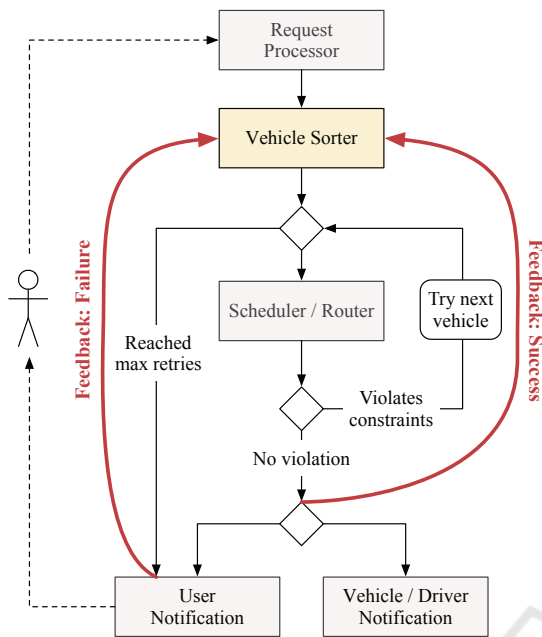 Request
Processor
Vehicle Sorter
Feedback: Failure
Feedback: Success
Scheduler / Router
Try next
vehicle
Reached
max retries
Violates
constraints
No violation
User
Notification
Vehicle / Driver
Notification